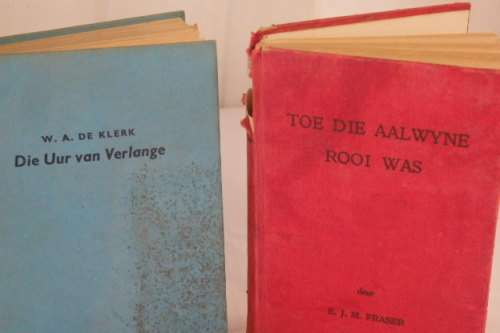 W. A. DE KLERK
Die Uur van Verlange
TOE DIE AALWYNE
ROOI WAS
deur
E. J. M. FRASER